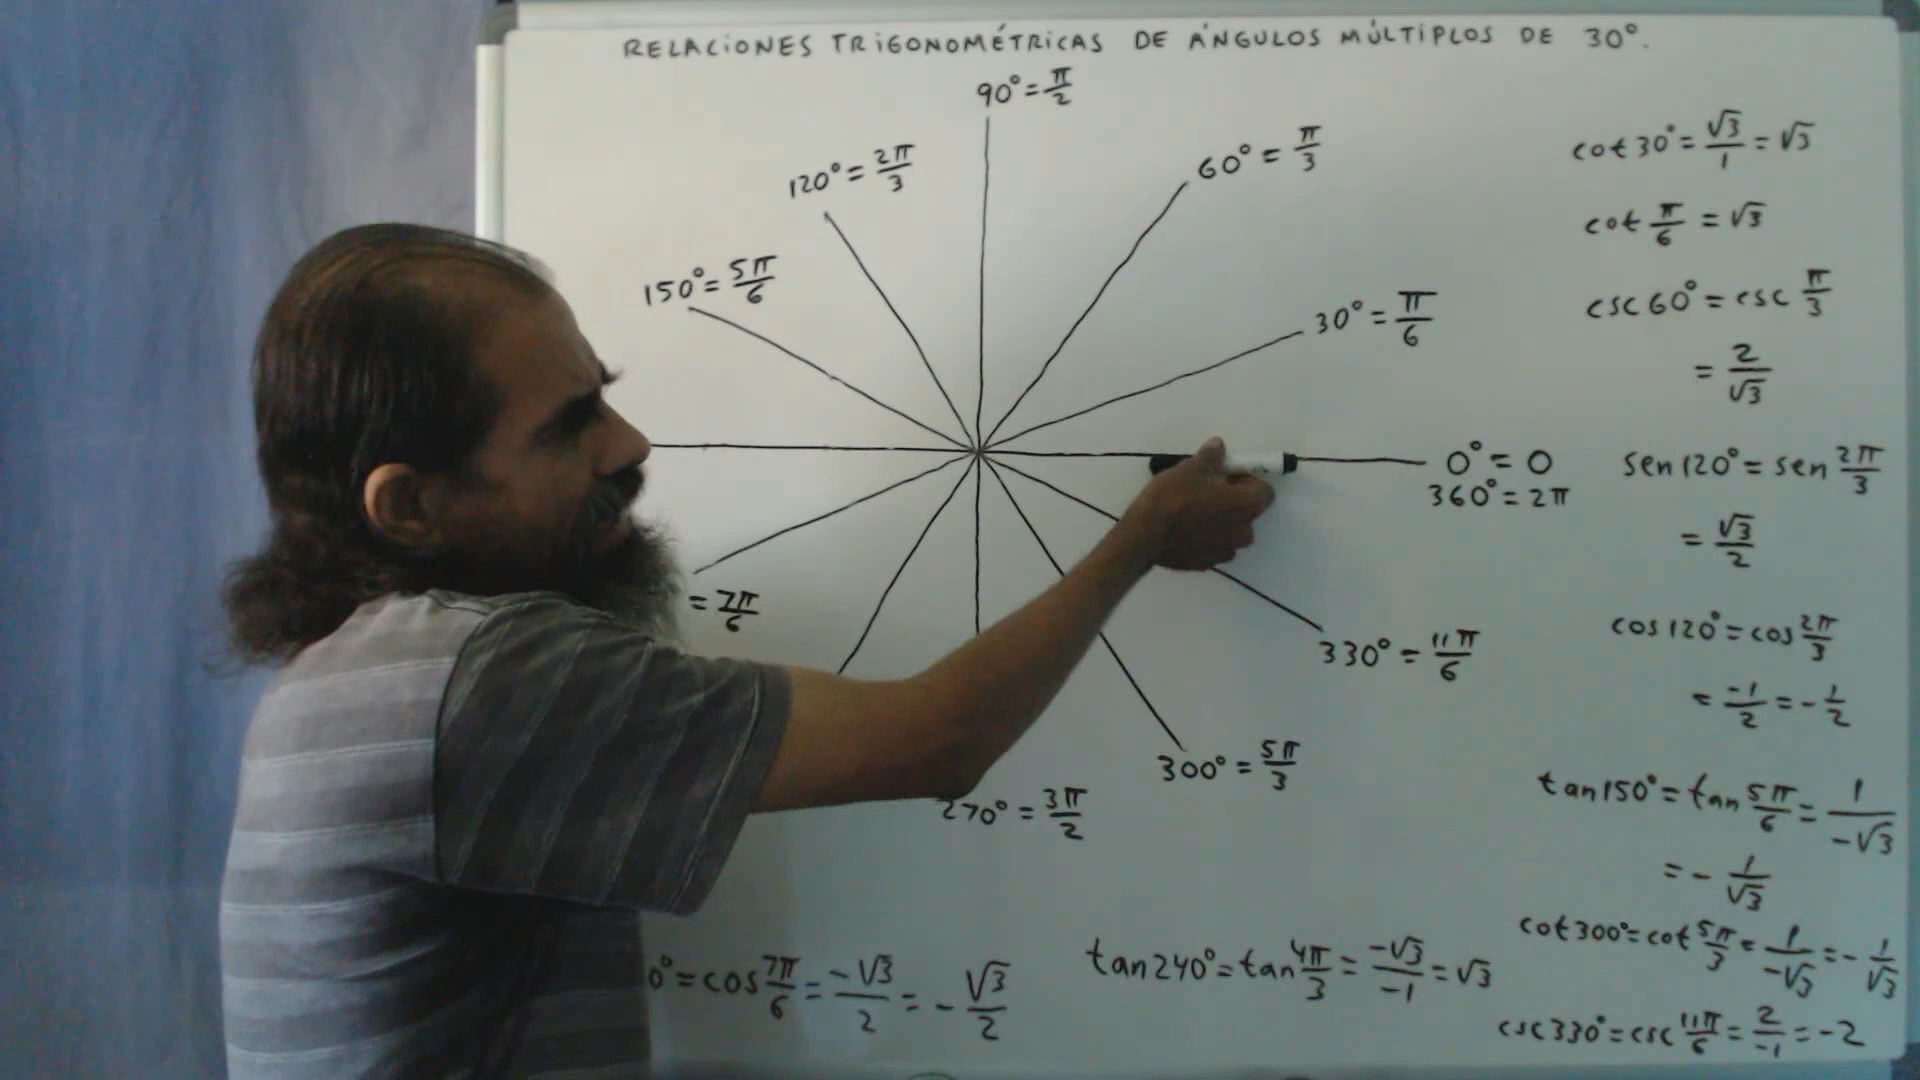 RELACIONES TRIGONOMÉTRICAS DE ÁNGULOS MÚLTIPLOS DE 30°.
90° = π/2
120° = 2π/3
60° = π/3
150° = 5π/6
30° = π/6
0° = 0
360° = 2π
= 7π/6
330° = 11π/6
300° = 5π/3
270° = 3π/2
cot 30° = √3/1 = √3
cot π/6 = √3
csc 60° = csc π/3
= 2/√3
sen 120° = sen 2π/3
= √3/2
cos 120° = cos 2π/3
= -1/2 = - 1/2
tan 150° = tan 5π/6 = 1/-√3
= - 1/√3
cot 300° = cot 5π/3 = 1/-√3 = - 1/√3
csc 330° = csc 11π/6 = 2/-1 = -2
tan 240° = tan 4π/3 = -√3/-1 = √3
0° = cos 7π/6 = -√3/2 = - √3/2